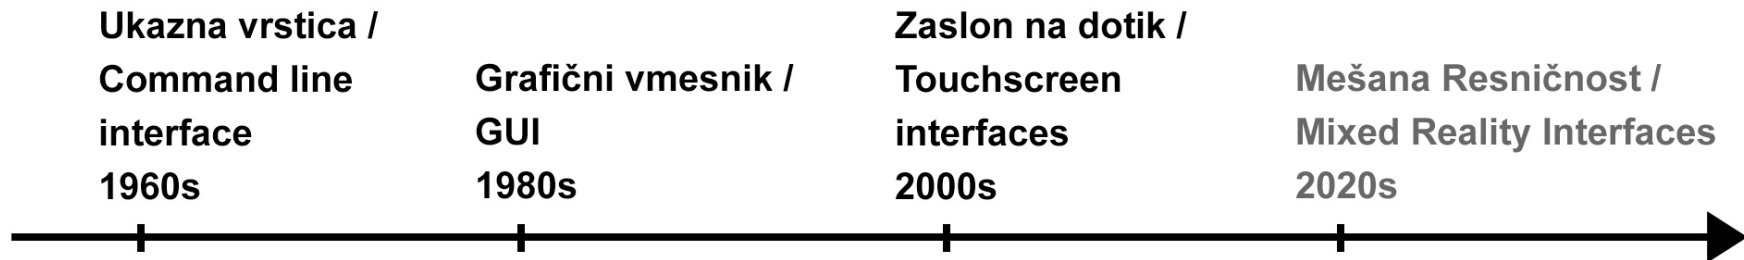 Ukazna vrstica /
Command line
interface
1960s
Grafični vmesnik /
GUI
1980s
Zaslon na dotik /
Touchscreen
interfaces
2000s
Mešana Resničnost /
Mixed Reality Interfaces
2020s